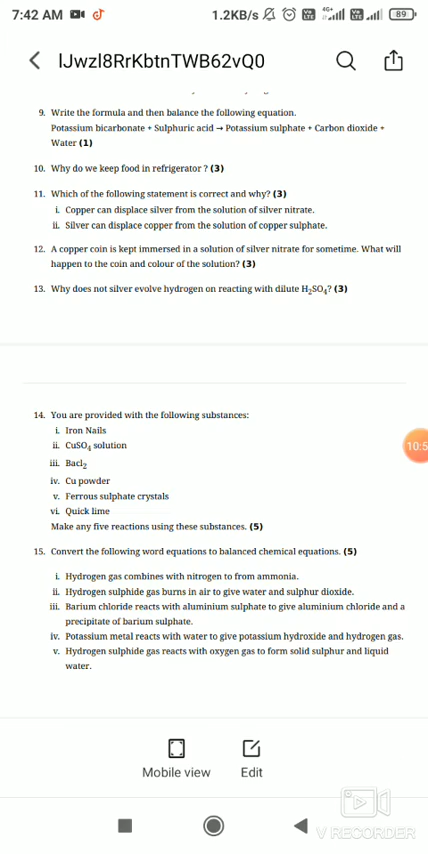 7:42 AM
1.2KB/s 4G+ 89
lJwzl8RrKbtnTWB62vQ0
9. Write the formula and then balance the following equation.
Potassium bicarbonate + Sulphuric acid → Potassium sulphate + Carbon dioxide +
Water (1)
10. Why do we keep food in refrigerator ? (3)
11. Which of the following statement is correct and why? (3)
i. Copper can displace silver from the solution of silver nitrate.
ii. Silver can displace copper from the solution of copper sulphate.
12. A copper coin is kept immersed in a solution of silver nitrate for sometime. What will
happen to the coin and colour of the solution? (3)
13. Why does not silver evolve hydrogen on reacting with dilute H₂SO₄? (3)
14. You are provided with the following substances:
i. Iron Nails
ii. CuSO₄ solution
iii. Bacl₂
iv. Cu powder
v. Ferrous sulphate crystals
vi. Quick lime
Make any five reactions using these substances. (5)
10:5
15. Convert the following word equations to balanced chemical equations. (5)
i. Hydrogen gas combines with nitrogen to from ammonia.
ii. Hydrogen sulphide gas burns in air to give water and sulphur dioxide.
iii. Barium chloride reacts with aluminium sulphate to give aluminium chloride and a
precipitate of barium sulphate.
iv. Potassium metal reacts with water to give potassium hydroxide and hydrogen gas.
v. Hydrogen sulphide gas reacts with oxygen gas to form solid sulphur and liquid
water.
Mobile view Edit
V RECORDER